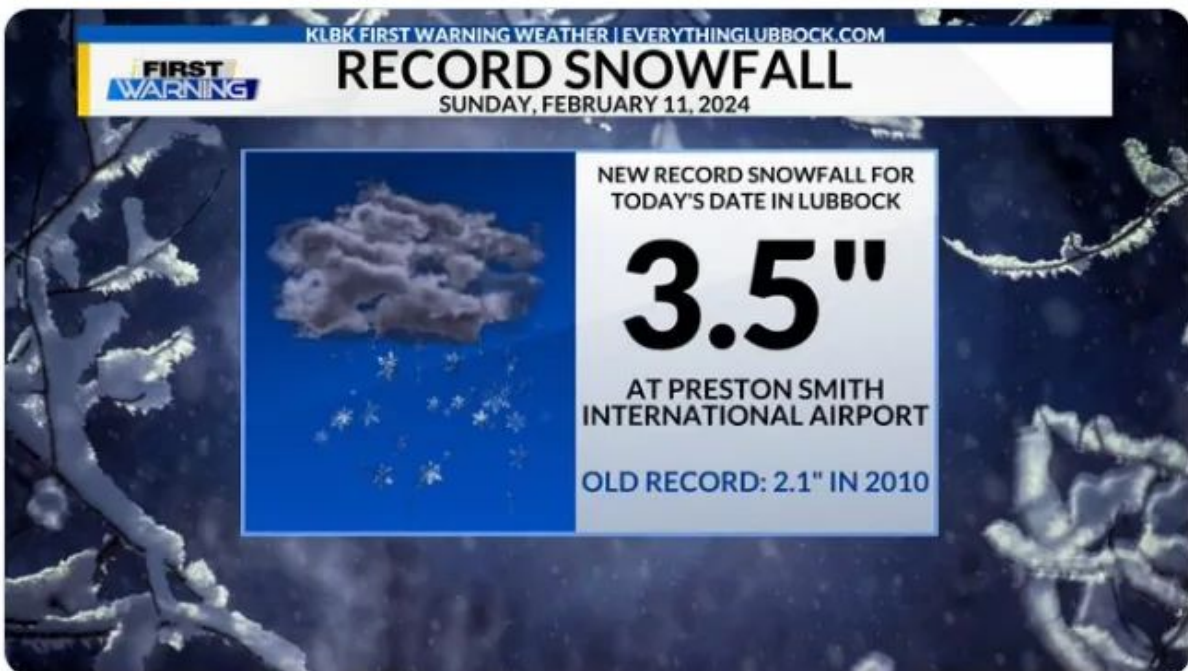 KLBK FIRST WARNING WEATHER | EVERYTHINGLUBBOCK.COM
FIRST
WARNING
RECORD SNOWFALL
SUNDAY, FEBRUARY 11, 2024
NEW RECORD SNOWFALL FOR
TODAY'S DATE IN LUBBOCK
3.5"
AT PRESTON SMITH
INTERNATIONAL AIRPORT
OLD RECORD: 2.1" IN 2010